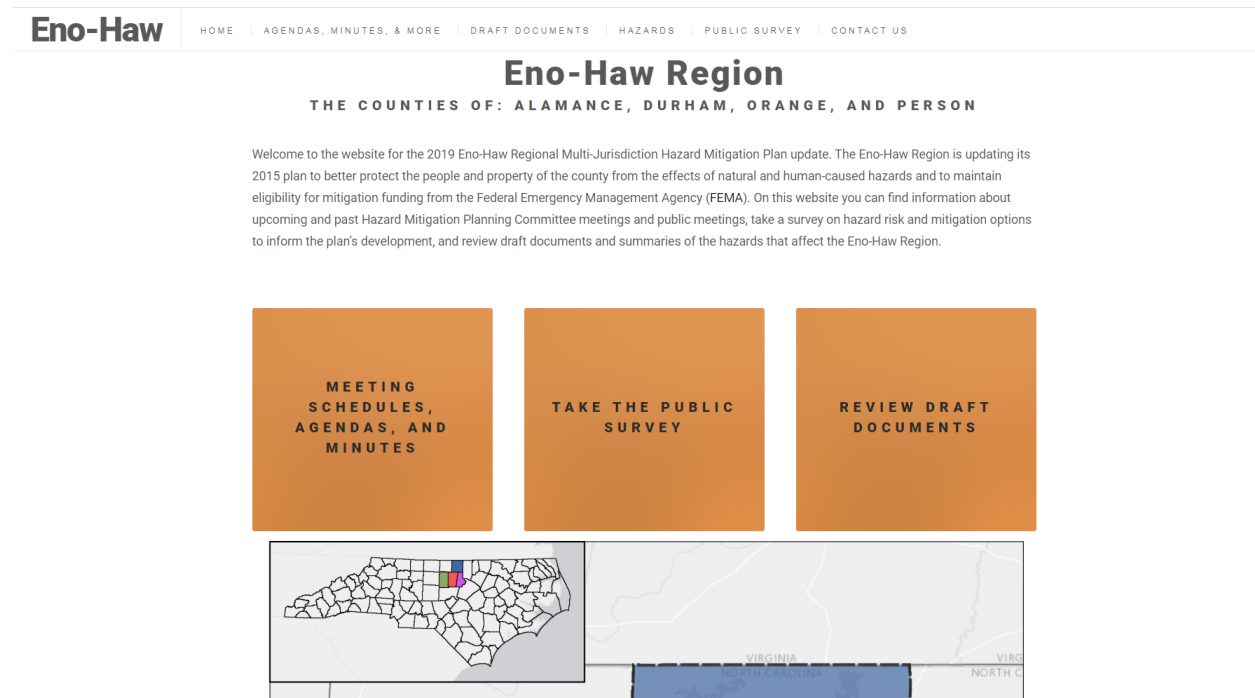 Eno-Haw
HOME
AGENDAS, MINUTES, & MORE
DRAFT DOCUMENTS
HAZARDS
PUBLIC SURVEY
CONTACT US
Eno-Haw Region
THE COUNTIES OF: ALAMANCE, DURHAM, ORANGE, AND PERSON
Welcome to the website for the 2019 Eno-Haw Regional Multi-Jurisdiction Hazard Mitigation Plan update. The Eno-Haw Region is updating its
2015 plan to better protect the people and property of the county from the effects of natural and human-caused hazards and to maintain
eligibility for mitigation funding from the Federal Emergency Management Agency (FEMA). On this website you can find information about
upcoming and past Hazard Mitigation Planning Committee meetings and public meetings, take a survey on hazard risk and mitigation options
to inform the plan's development, and review draft documents and summaries of the hazards that affect the Eno-Haw Region.
MEETING
SCHEDULES,
AGENDAS, AND
MINUTES
TAKE THE PUBLIC
SURVEY
REVIEW DRAFT
DOCUMENTS
VIRGINIA
NORTH CAROLINA
VIRG
NORTH C